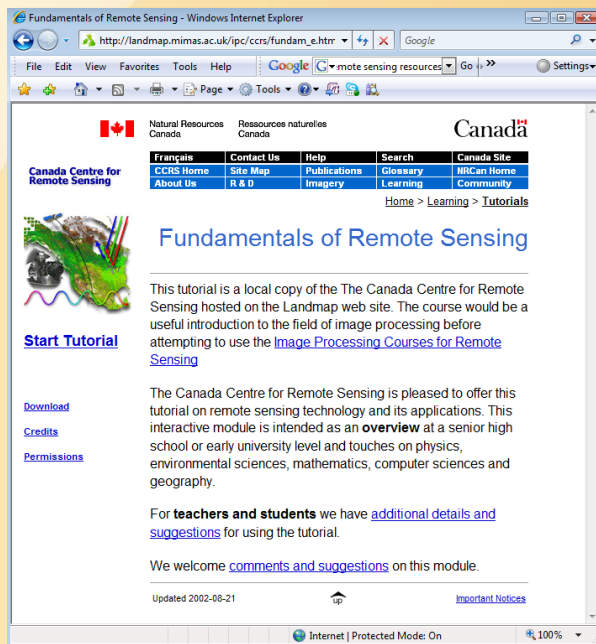 Fundamentals of Remote Sensing - Windows Internet Explorer
http://landmap.mimas.ac.uk/ipc/ccrs/fundam_e.htm
Google
File Edit View Favorites Tools Help Google G mote sensing resources Go » Settings
Page Tools
Natural Resources Canada
Ressources naturelles Canada
Canada
Canada Centre for
Remote Sensing
Français Contact Us Help Search Canada Site
CCRS Home Site Map Publications Glossary NRCan Home
About Us R & D Imagery Learning Community
Home > Learning > Tutorials
Fundamentals of Remote Sensing
This tutorial is a local copy of the The Canada Centre for Remote
Sensing hosted on the Landmap web site. The course would be a
useful introduction to the field of image processing before
attempting to use the Image Processing Courses for Remote
Sensing
Start Tutorial
Download
Credits
Permissions
The Canada Centre for Remote Sensing is pleased to offer this
tutorial on remote sensing technology and its applications. This
interactive module is intended as an overview at a senior high
school or early university level and touches on physics,
environmental sciences, mathematics, computer sciences and
geography.
For teachers and students we have additional details and
suggestions for using the tutorial.
We welcome comments and suggestions on this module.
Updated 2002-08-21
up
Important Notices
Internet | Protected Mode: On
100%